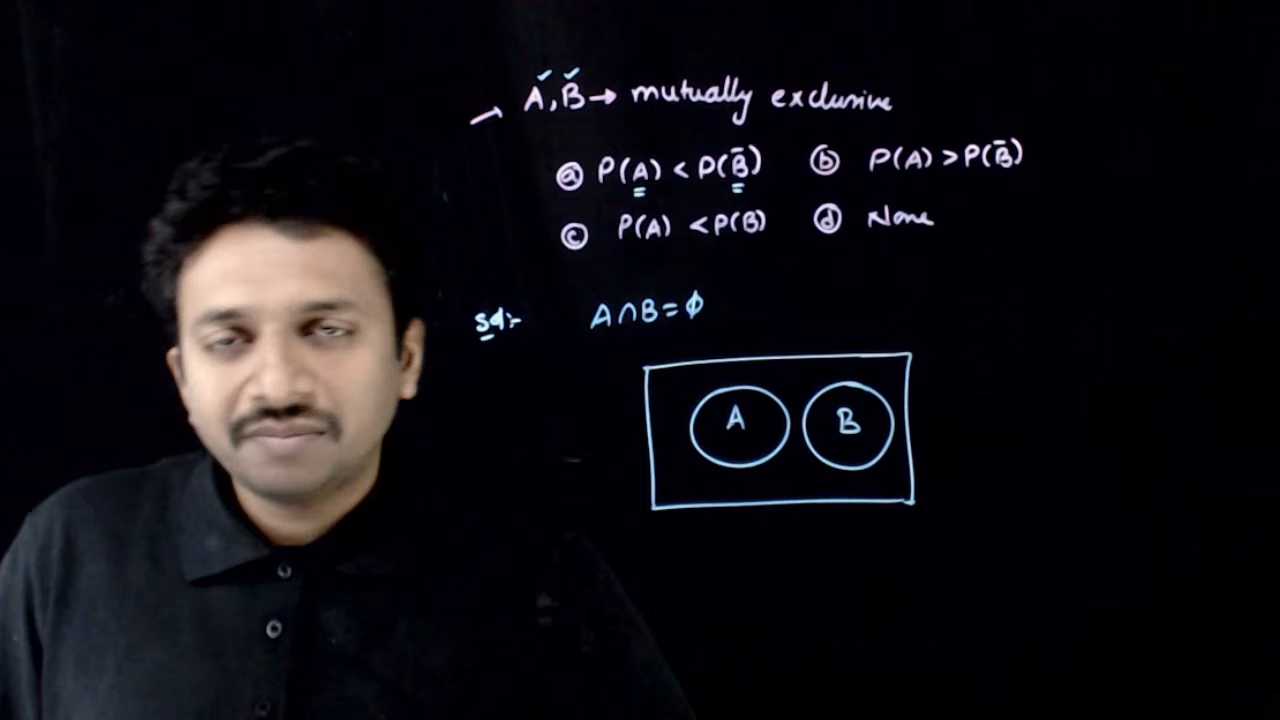 A, B → mutually exclusive
ⓐ P(A) < P(B̄) ⓑ P(A) > P(B̄)
ⓒ P(A) < P(B) ⓓ None
Sol:- A∩B = ϕ
A B